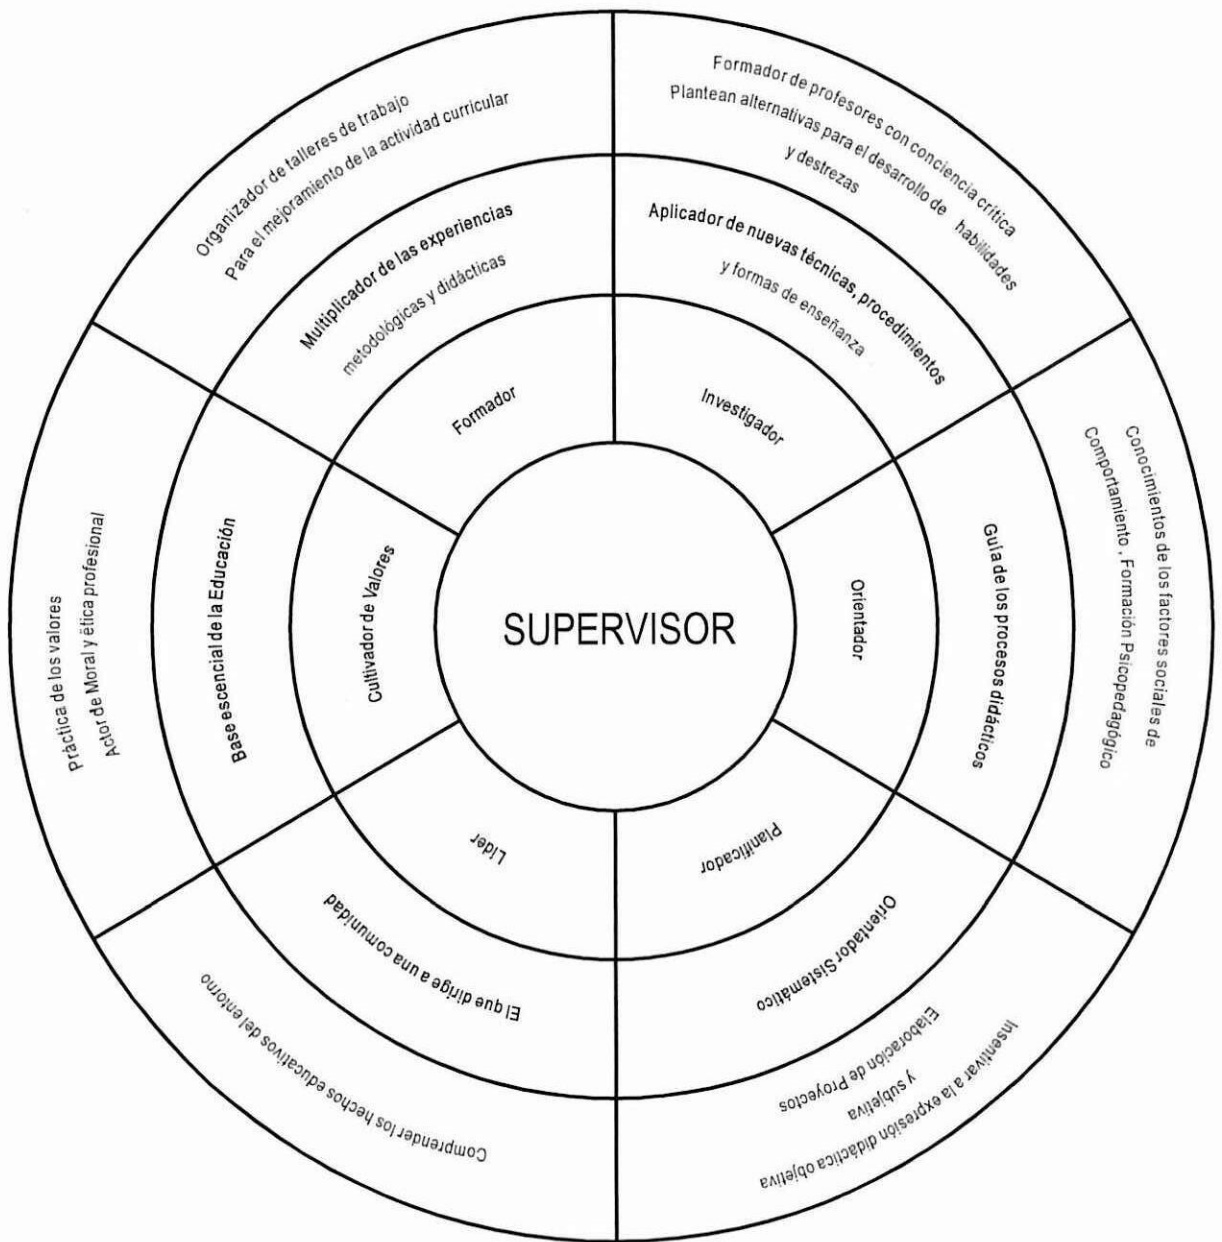 SUPERVISOR
Formador
Multiplicador de las experiencias
metodológicas y didácticas
Organizador de talleres de trabajo
Para el mejoramiento de la actividad curricular
Investigador
Aplicador de nuevas técnicas, procedimientos
y formas de enseñanza
Formador de profesores con conciencia crítica
Plantean alternativas para el desarrollo de habilidades
y destrezas
Orientador
Guía de los procesos didácticos
Conocimientos de los factores sociales de
Comportamiento , Formación Psicopedagógico
Planificador
Orientador Sistemático
Elaboración de Proyectos
y subjetiva
Insentivar a la expresión didáctica objetiva
Líder
El que dirige a una comunidad
Comprender los hechos educativos del entorno
Cultivador de Valores
Base escencial de la Educación
Práctica de los valores
Actor de Moral y ética profesional